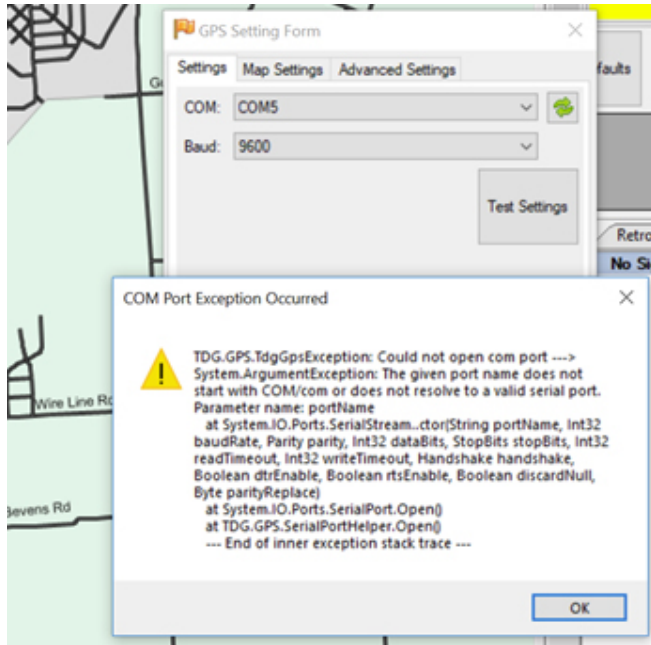 GPS Setting Form
faults
Settings Map Settings Advanced Settings
COM: COM5
Baud: 9600
Test Settings
Retro
No Si
COM Port Exception Occurred
TDG.GPS.TdgGpsException: Could not open com port --->
System.ArgumentException: The given port name does not
start with COM/com or does not resolve to a valid serial port.
Parameter name: portName
at System.IO.Ports.SerialStream..ctor(String portName, Int32
baudRate, Parity parity, Int32 dataBits, StopBits stopBits, Int32
readTimeout, Int32 writeTimeout, Handshake handshake,
Boolean dtrEnable, Boolean rtsEnable, Boolean discardNull,
Byte parityReplace)
at System.IO.Ports.SerialPort.Open()
at TDG.GPS.SerialPortHelper.Open()
--- End of inner exception stack trace ---
OK
Wire Line Rd
Bevens Rd